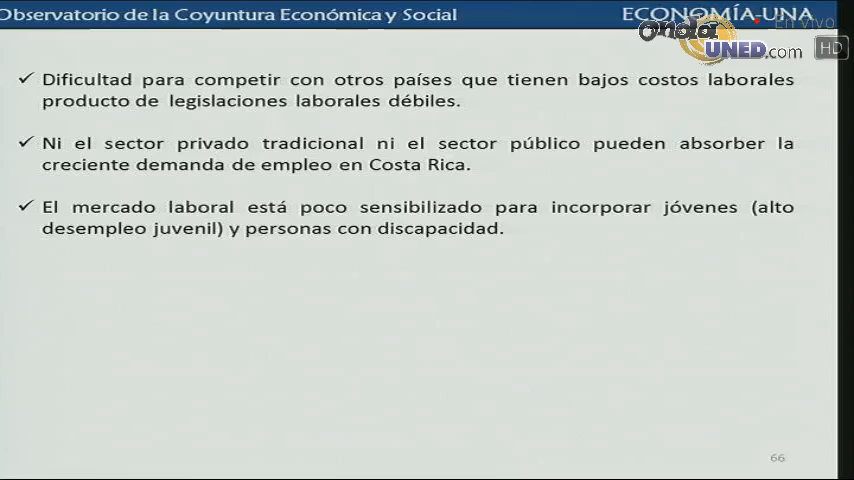 Observatorio de la Coyuntura Económica y Social
ECONOMÍA-UNA
En vivo
onda
UNED.com
HD
✓ Dificultad para competir con otros países que tienen bajos costos laborales
producto de legislaciones laborales débiles.
✓ Ni el sector privado tradicional ni el sector público pueden absorber la
creciente demanda de empleo en Costa Rica.
✓ El mercado laboral está poco sensibilizado para incorporar jóvenes (alto
desempleo juvenil) y personas con discapacidad.
66